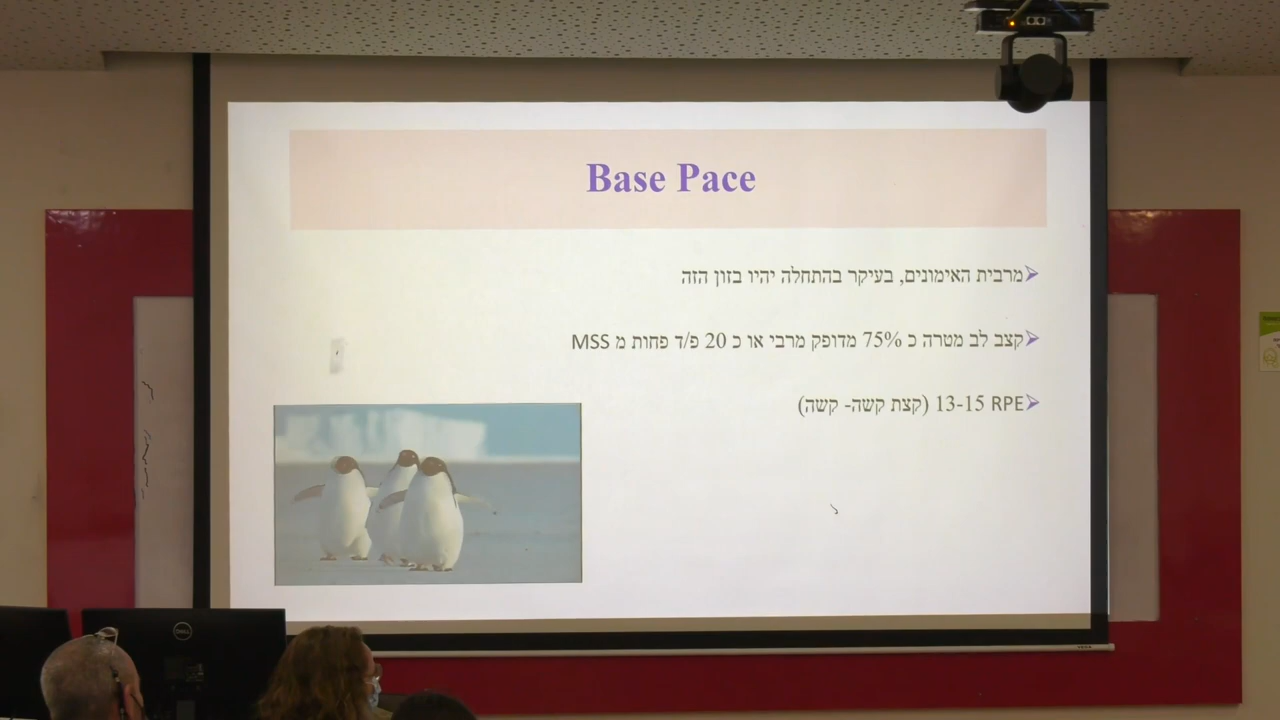 Base Pace
מרבית האימונים, בעיקר בהתחלה יהיו בזון הזה
קצב לב מטרה כ 75% מדופק מרבי או כ 20 פ/ד פחות מ MSS
RPE 13-15 (קצת קשה- קשה)
DELL